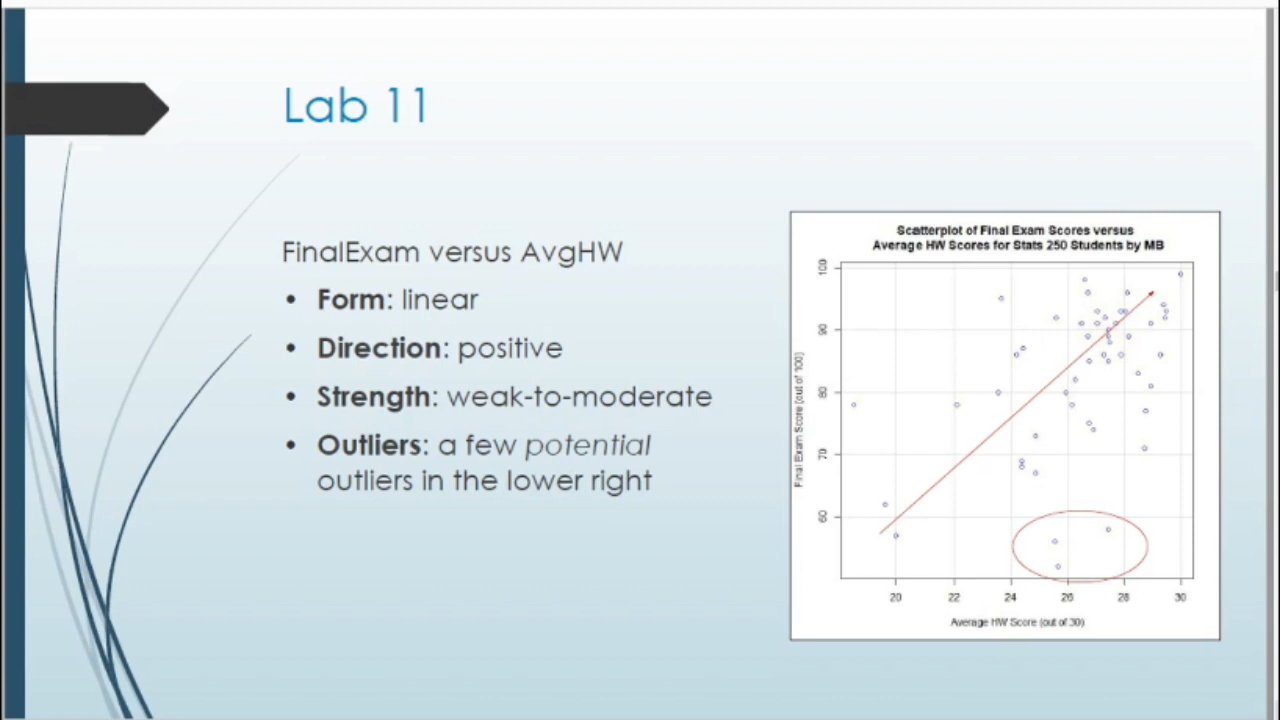 Lab 11
FinalExam versus AvgHW
• Form: linear
• Direction: positive
• Strength: weak-to-moderate
• Outliers: a few potential
outliers in the lower right
Scatterplot of Final Exam Scores versus
Average HW Scores for Stats 250 Students by MB
Final Exam Score (out of 100)
100
90
80
70
60
20 22 24 26 28 30
Average HW Score (out of 30)